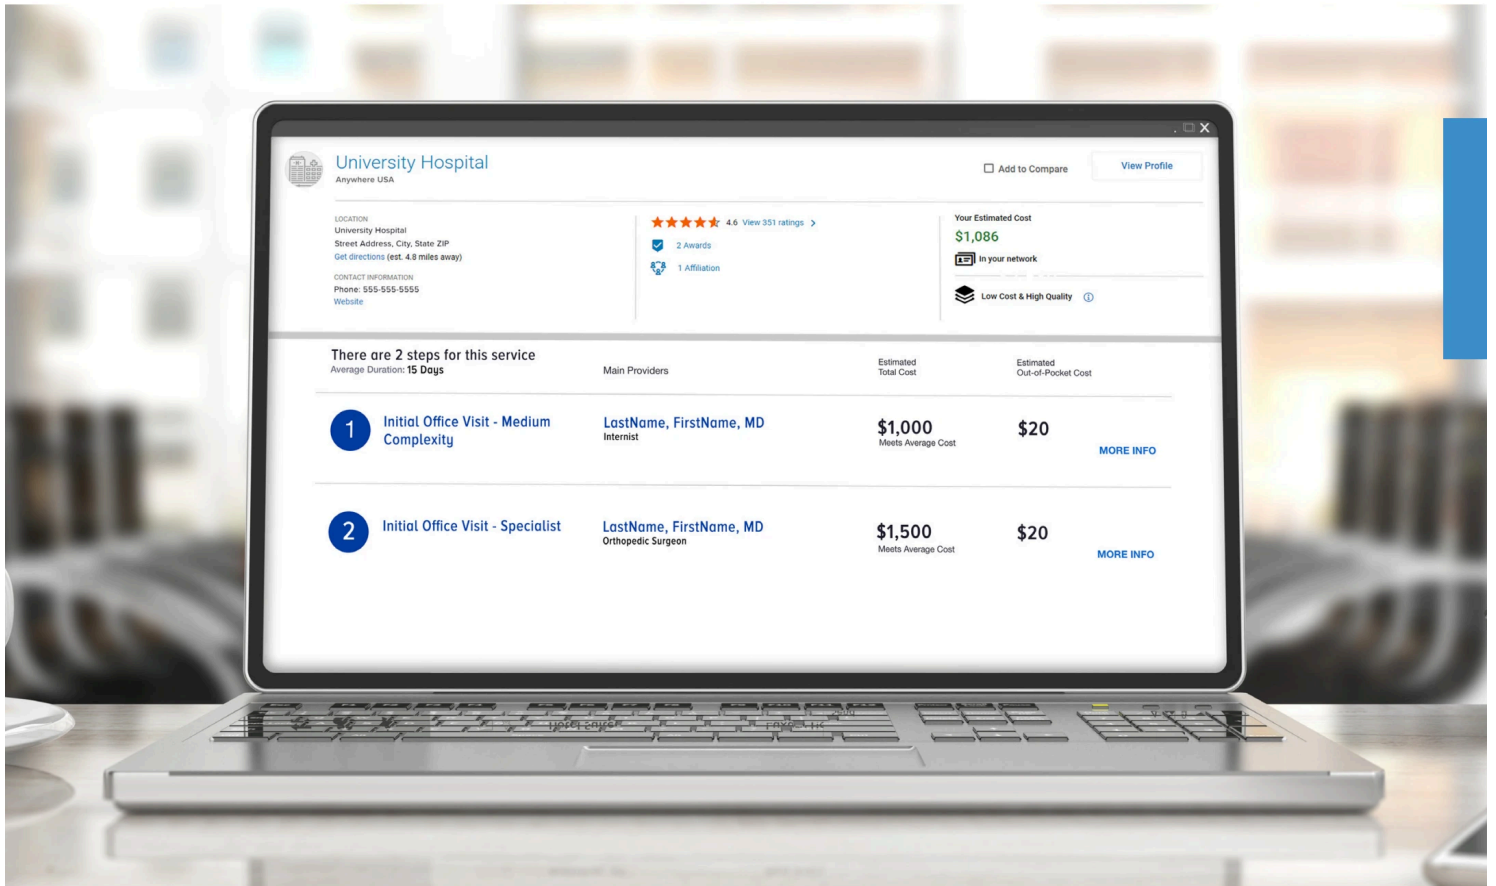 X
University Hospital
Anywhere USA
Add to Compare
View Profile
LOCATION
University Hospital
Street Address, City, State ZIP
Get directions (est. 4.8 miles away)
CONTACT INFORMATION
Phone: 555-555-5555
Website
4.6 View 351 ratings >
2 Awards
1 Affiliation
Your Estimated Cost
$1,086
In your network
Low Cost & High Quality
There are 2 steps for this service
Average Duration: 15 Days
Main Providers
Estimated
Total Cost
Estimated
Out-of-Pocket Cost
1
Initial Office Visit - Medium
Complexity
LastName, FirstName, MD
Internist
$1,000
Meets Average Cost
$20
MORE INFO
2
Initial Office Visit - Specialist
LastName, FirstName, MD
Orthopedic Surgeon
$1,500
Meets Average Cost
$20
MORE INFO